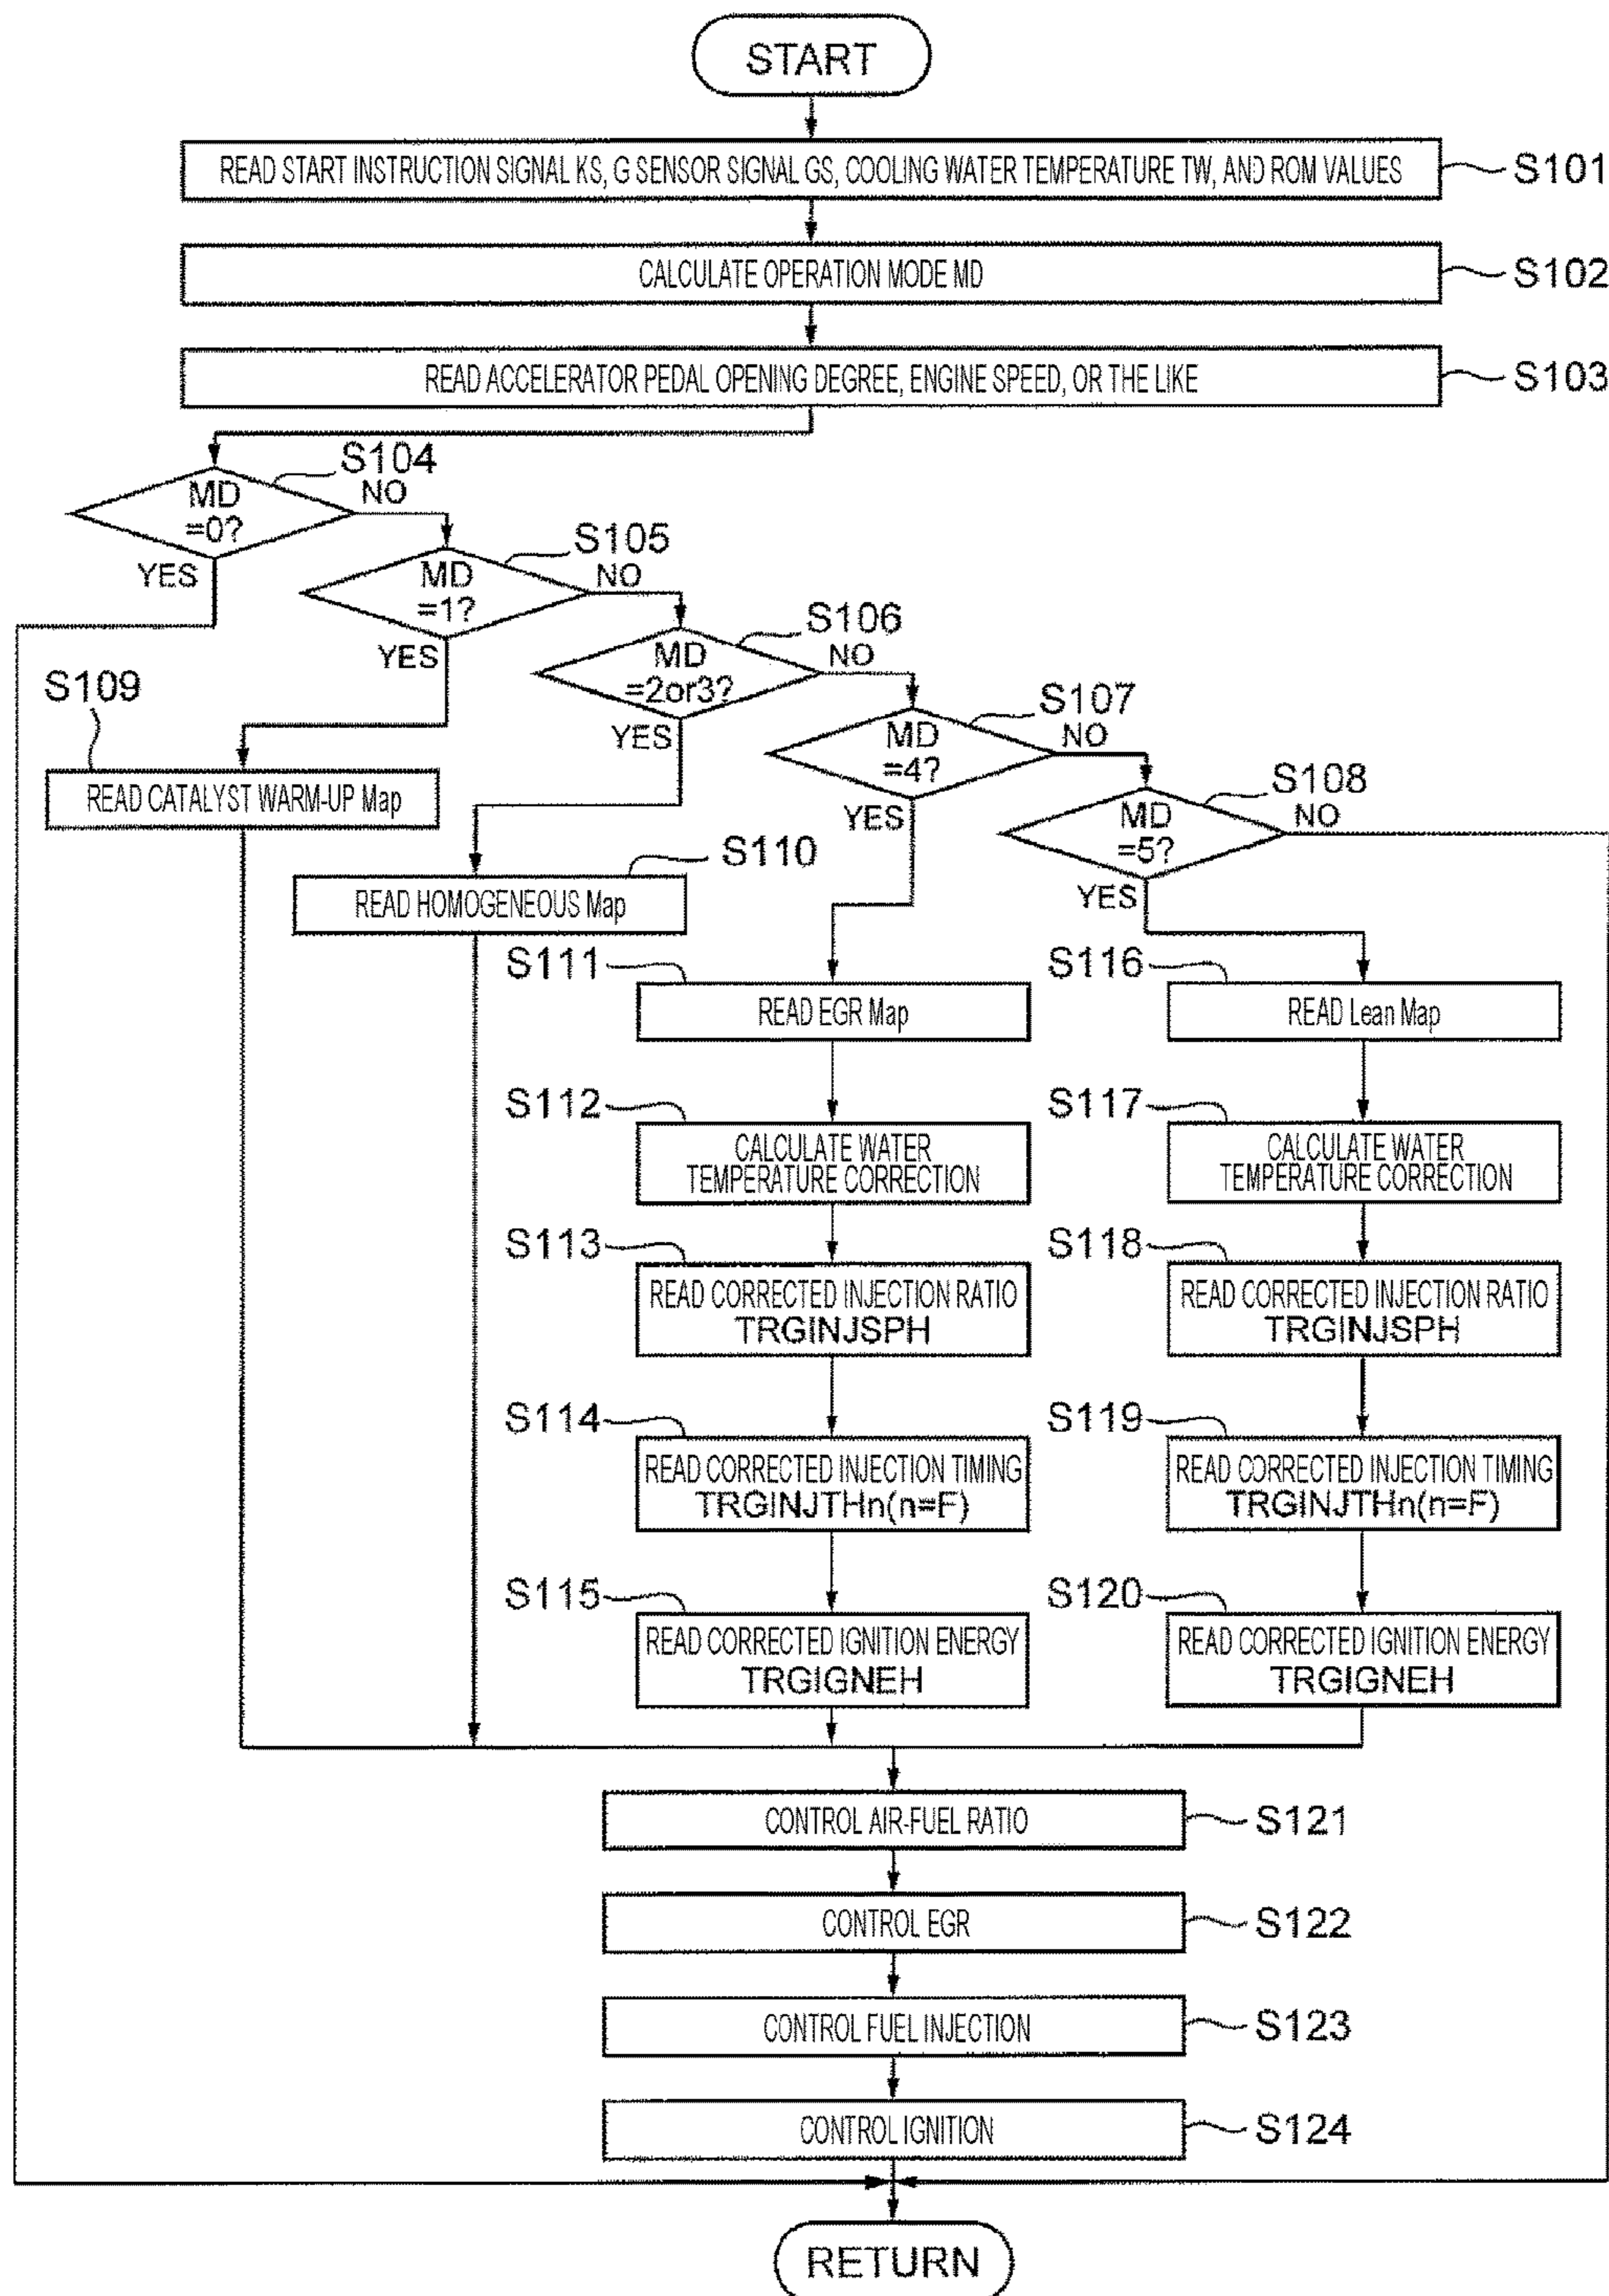 START
READ START INSTRUCTION SIGNAL KS, G SENSOR SIGNAL GS, COOLING WATER TEMPERATURE TW, AND ROM VALUES
S101
CALCULATE OPERATION MODE MD
S102
READ ACCELERATOR PEDAL OPENING DEGREE, ENGINE SPEED, OR THE LIKE
S103
S104
MD
=0?
NO
YES
S105
MD
=1?
NO
YES
S106
MD
=2or3?
NO
YES
S107
MD
=4?
NO
YES
S108
MD
=5?
NO
YES
S109
READ CATALYST WARM-UP Map
S110
READ HOMOGENEOUS Map
S111
READ EGR Map
S112
CALCULATE WATER
TEMPERATURE CORRECTION
S113
READ CORRECTED INJECTION RATIO
TRGINJSPH
S114
READ CORRECTED INJECTION TIMING
TRGINJTHn(n=F)
S115
READ CORRECTED IGNITION ENERGY
TRGIGNEH
S116
READ Lean Map
S117
CALCULATE WATER
TEMPERATURE CORRECTION
S118
READ CORRECTED INJECTION RATIO
TRGINJSPH
S119
READ CORRECTED INJECTION TIMING
TRGINJTHn(n=F)
S120
READ CORRECTED IGNITION ENERGY
TRGIGNEH
CONTROL AIR-FUEL RATIO
S121
CONTROL EGR
S122
CONTROL FUEL INJECTION
S123
CONTROL IGNITION
S124
RETURN